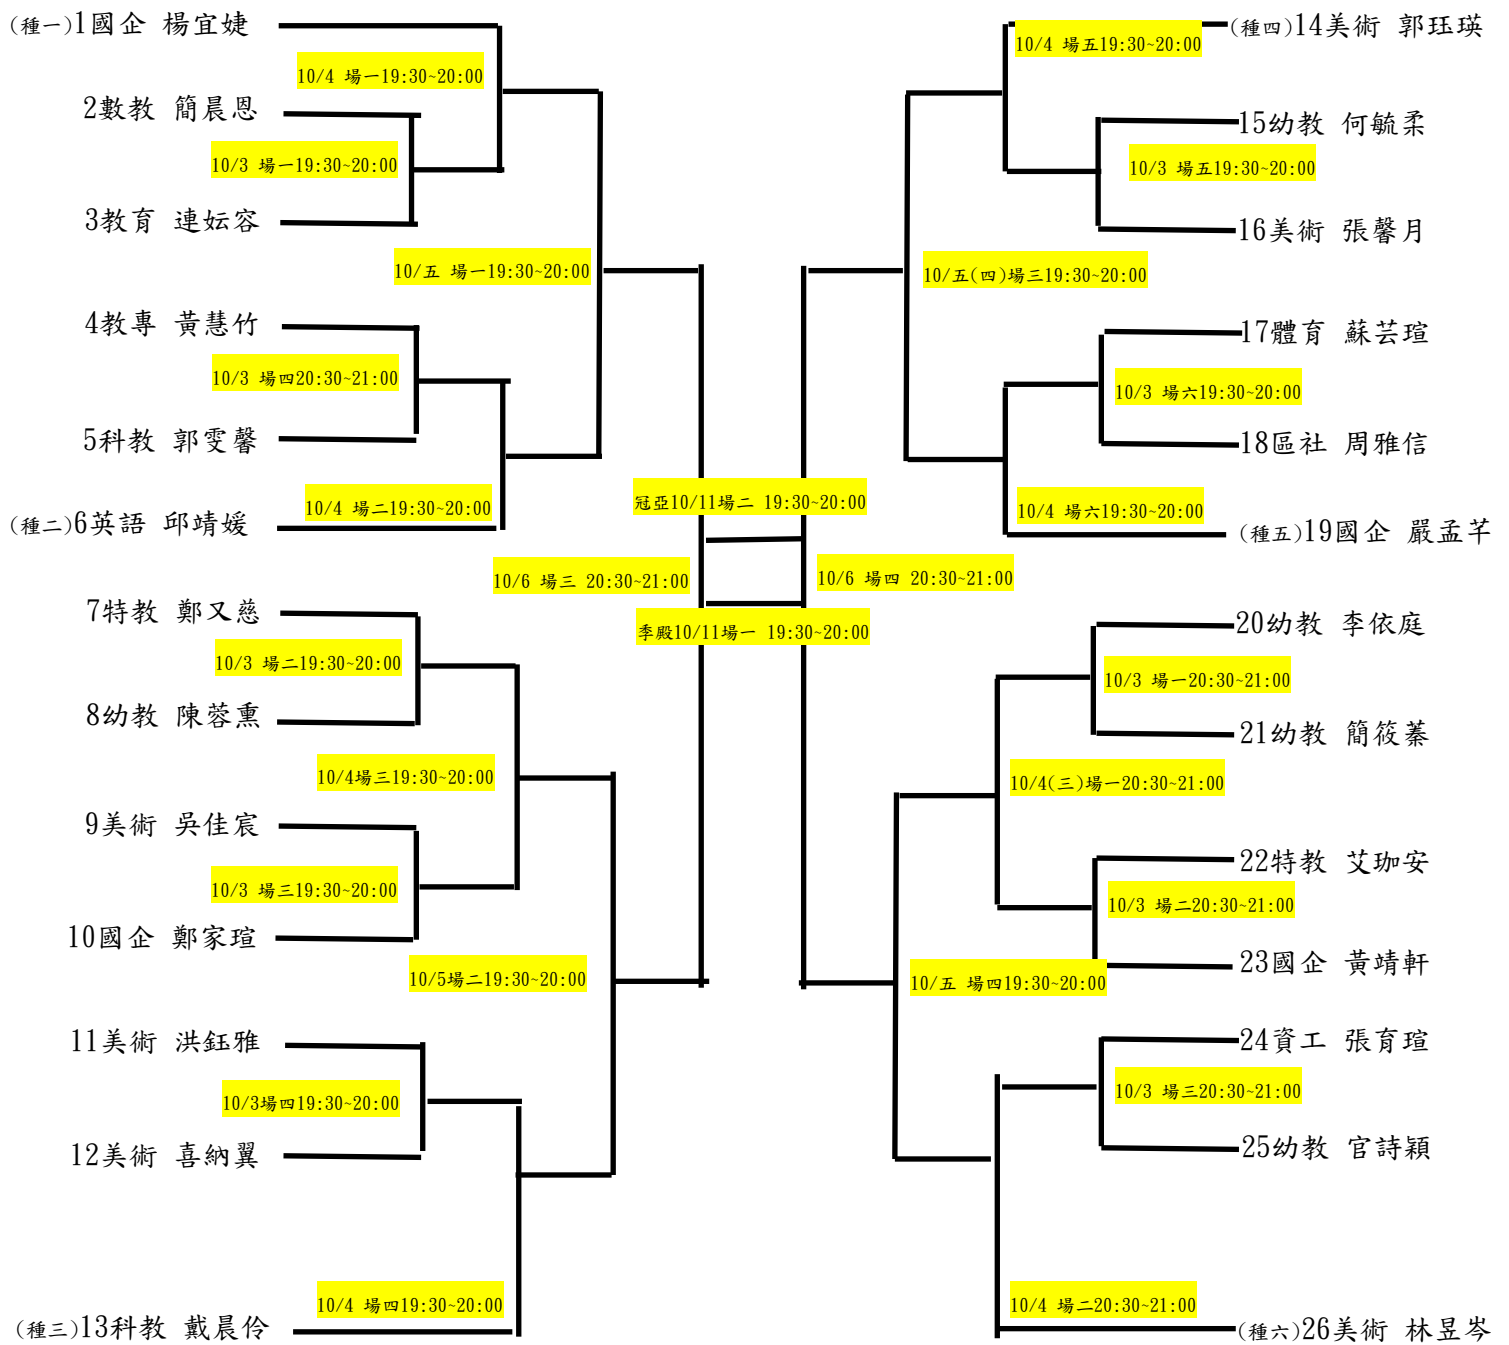 (種一)1國企 楊宜婕
10/4 場一19:30~20:00
2數教 簡晨恩
10/3 場一19:30~20:00
3教育 連妘容
10/五 場一19:30~20:00
4教專 黃慧竹
10/3 場四20:30~21:00
5科教 郭雯馨
10/4 場二19:30~20:00
(種二)6英語 邱靖媛
10/6 場三 20:30~21:00
7特教 鄭又慈
10/3 場二19:30~20:00
8幼教 陳蓉熏
10/4場三19:30~20:00
9美術 吳佳宸
10/3 場三19:30~20:00
10國企 鄭家瑄
10/5場二19:30~20:00
11美術 洪鈺雅
10/3場四19:30~20:00
12美術 喜納翼
10/4 場四19:30~20:00
(種三)13科教 戴晨伶
冠亞10/11場二 19:30~20:00
季殿10/11場一 19:30~20:00
(種四)14美術 郭珏瑛
10/4 場五19:30~20:00
15幼教 何毓柔
10/3 場五19:30~20:00
16美術 張馨月
10/五(四)場三19:30~20:00
17體育 蘇芸瑄
10/3 場六19:30~20:00
18區社 周雅信
10/4 場六19:30~20:00
(種五)19國企 嚴孟芊
10/6 場四 20:30~21:00
20幼教 李依庭
10/3 場一20:30~21:00
21幼教 簡筱蓁
10/4(三)場一20:30~21:00
22特教 艾珈安
10/3 場二20:30~21:00
23國企 黃靖軒
10/五 場四19:30~20:00
24資工 張育瑄
10/3 場三20:30~21:00
25幼教 官詩穎
10/4 場二20:30~21:00
(種六)26美術 林昱岑